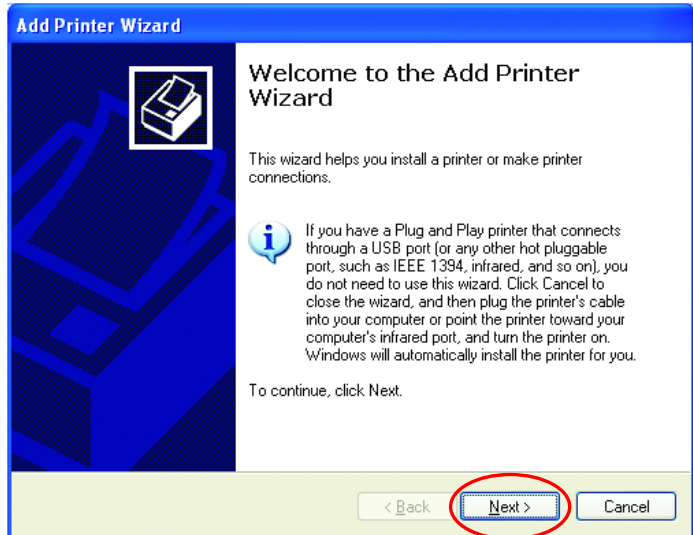 Add Printer Wizard
Welcome to the Add Printer
Wizard
This wizard helps you install a printer or make printer
connections.
If you have a Plug and Play printer that connects
through a USB port (or any other hot pluggable
port, such as IEEE 1394, infrared, and so on), you
do not need to use this wizard. Click Cancel to
close the wizard, and then plug the printer's cable
into your computer or point the printer toward your
computer's infrared port, and turn the printer on.
Windows will automatically install the printer for you.
To continue, click Next.
< Back Next > Cancel